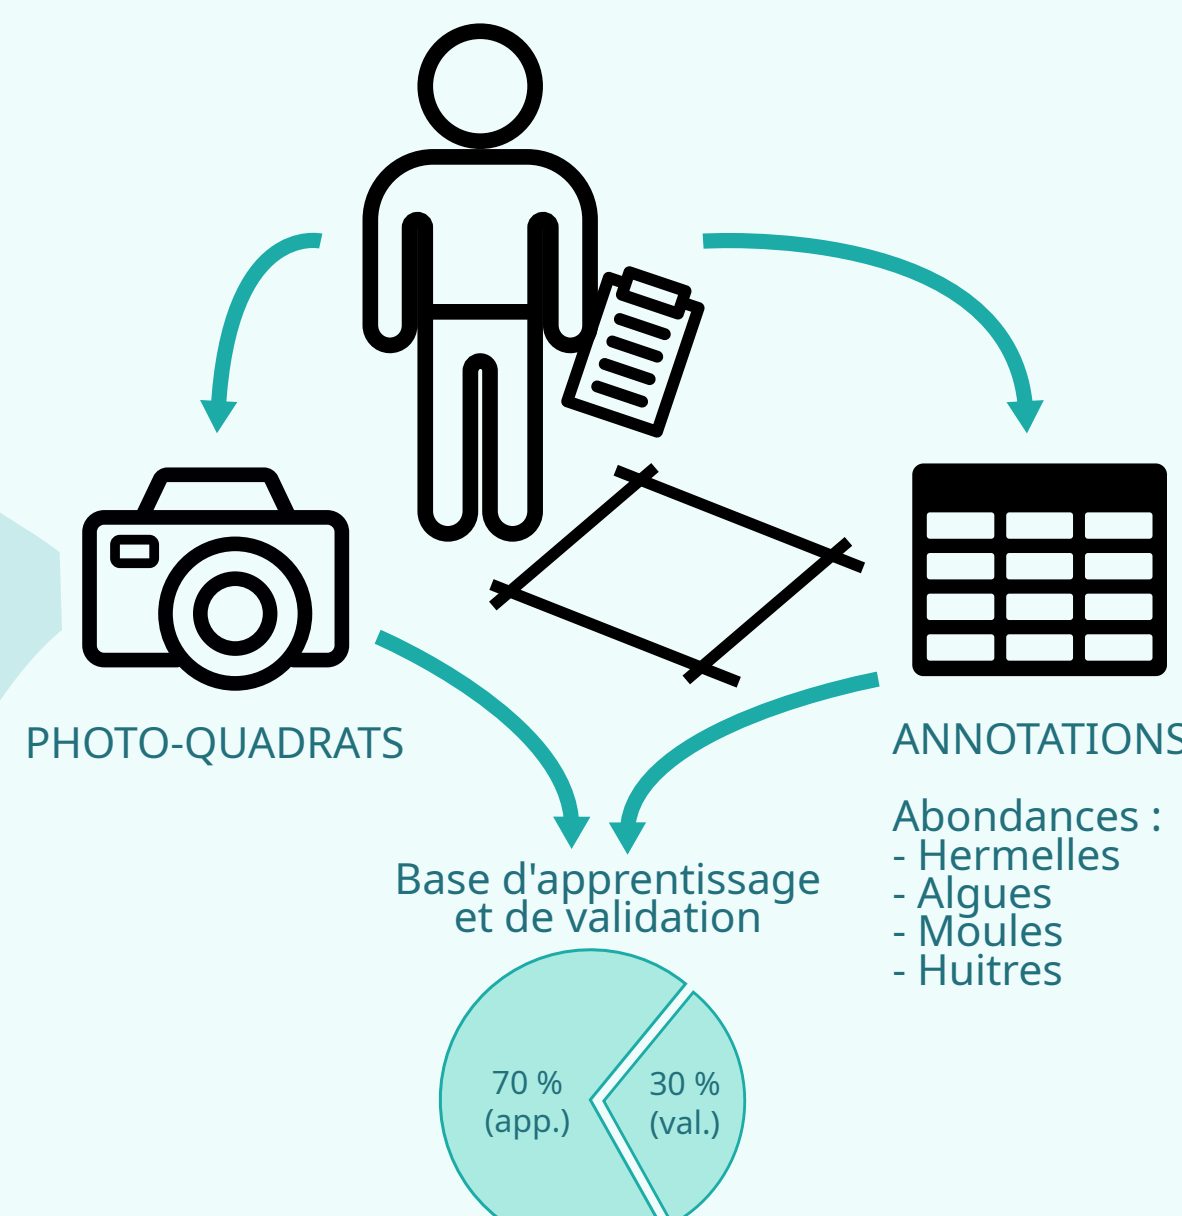 PHOTO-QUADRATS
ANNOTATIONS
Abondances :
- Hermelles
- Algues
- Moules
- Huitres
Base d'apprentissage
et de validation
70 %
(app.)
30 %
(val.)